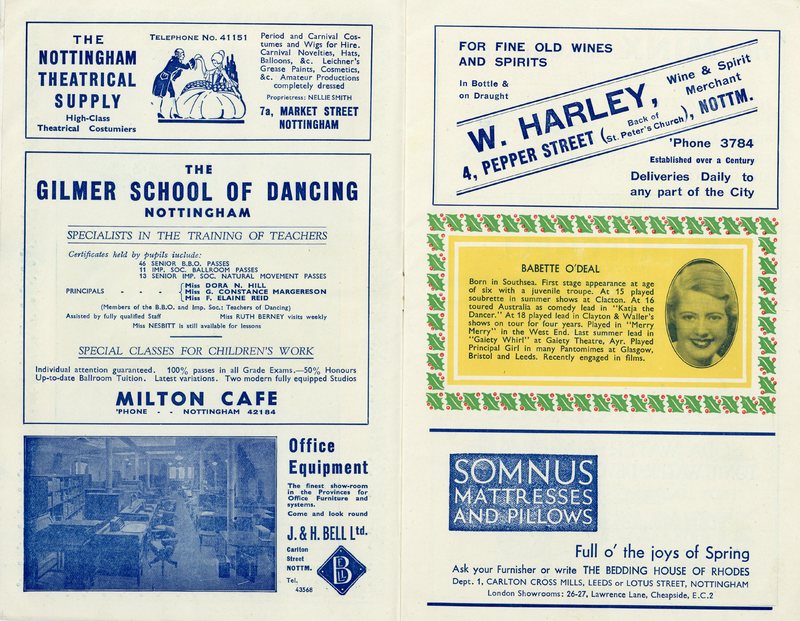 THE
NOTTINGHAM
THEATRICAL
SUPPLY
High-Class
Theatrical Costumiers
TELEPHONE NO. 41151
Period and Carnival Cos-
tumes and Wigs for Hire.
Carnival Novelties, Hats,
Balloons, &c. Leichner's
Grease Paints, Cosmetics,
&c. Amateur Productions
completely dressed
Proprietress: NELLIE SMITH
7a, MARKET STREET
NOTTINGHAM
THE
GILMER SCHOOL OF DANCING
NOTTINGHAM
SPECIALISTS IN THE TRAINING OF TEACHERS
Certificates held by pupils include:
46 SENIOR B.B.O. PASSES
11 IMP. SOC. BALLROOM PASSES
13 SENIOR IMP. SOC. NATURAL MOVEMENT PASSES
PRINCIPALS - - - { Miss DORA N. HILL
Miss G. CONSTANCE MARGERESON
Miss F. ELAINE REID
(Members of the B.B.O. and Imp. Soc.: Teachers of Dancing)
Assisted by fully qualified Staff Miss RUTH BERNEY visits weekly
Miss NESBITT is still available for lessons
SPECIAL CLASSES FOR CHILDREN'S WORK
Individual attention guaranteed. 100% passes in all Grade Exams.—50% Honours
Up-to-date Ballroom Tuition. Latest variations. Two modern fully equipped Studios
MILTON CAFE
'PHONE - - NOTTINGHAM 42184
Office
Equipment
The finest show-room
in the Provinces for
Office Furniture and
systems.
Come and look round
J. & H. BELL Ltd.
Carlton
Street
NOTTM.
Tel.
43568
BLL
FOR FINE OLD WINES
AND SPIRITS
In Bottle &
on Draught
W. HARLEY, Wine & Spirit
Merchant
4, PEPPER STREET (Back of
St. Peter's Church), NOTTM.
'Phone 3784
Established over a Century
Deliveries Daily to
any part of the City
BABETTE O'DEAL
Born in Southsea. First stage appearance at age
of six with a juvenile troupe. At 15 played
soubrette in summer shows at Clacton. At 16
toured Australia as comedy lead in "Katja the
Dancer." At 18 played lead in Clayton & Waller's
shows on tour for four years. Played in "Merry
Merry" in the West End. Last summer lead in
"Gaiety Whirl" at Gaiety Theatre, Ayr. Played
Principal Girl in many Pantomimes at Glasgow,
Bristol and Leeds. Recently engaged in films.
SOMNUS
MATTRESSES
AND PILLOWS
Full o' the joys of Spring
Ask your Furnisher or write THE BEDDING HOUSE OF RHODES
Dept. 1, CARLTON CROSS MILLS, LEEDS or LOTUS STREET, NOTTINGHAM
London Showrooms: 26-27, Lawrence Lane, Cheapside, E.C.2